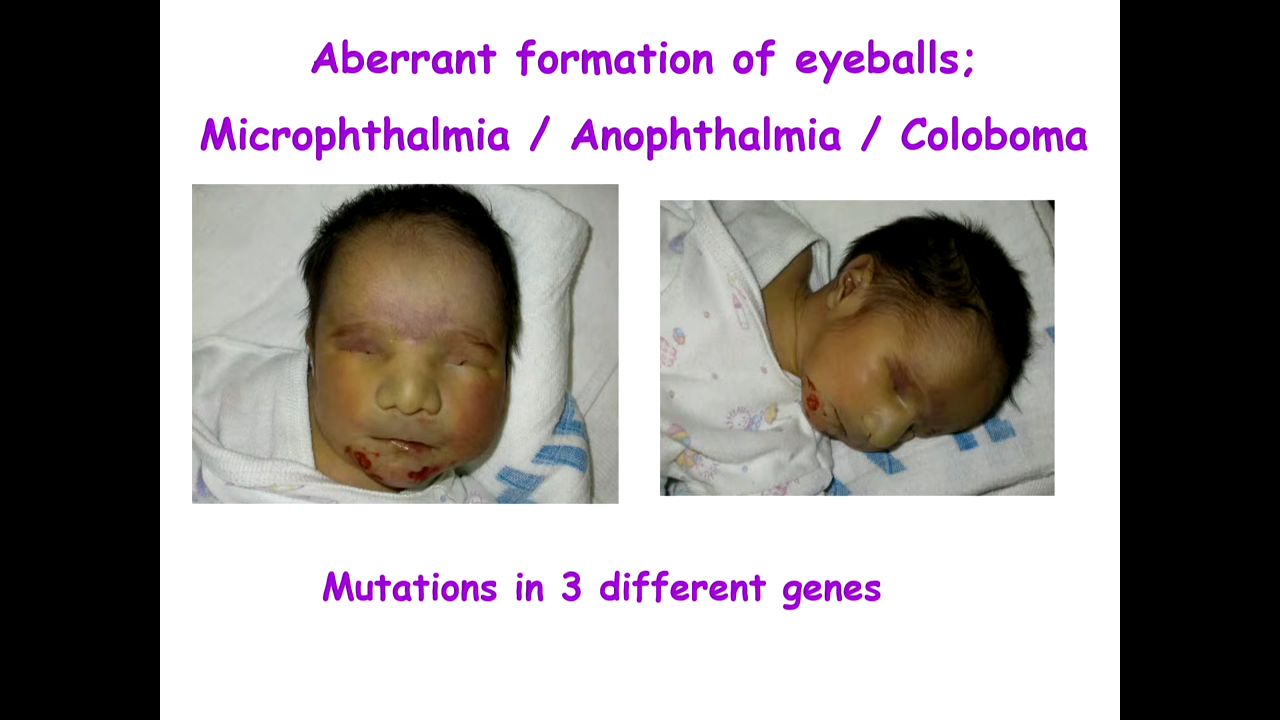 Aberrant formation of eyeballs;
Microphthalmia / Anophthalmia / Coloboma
Mutations in 3 different genes